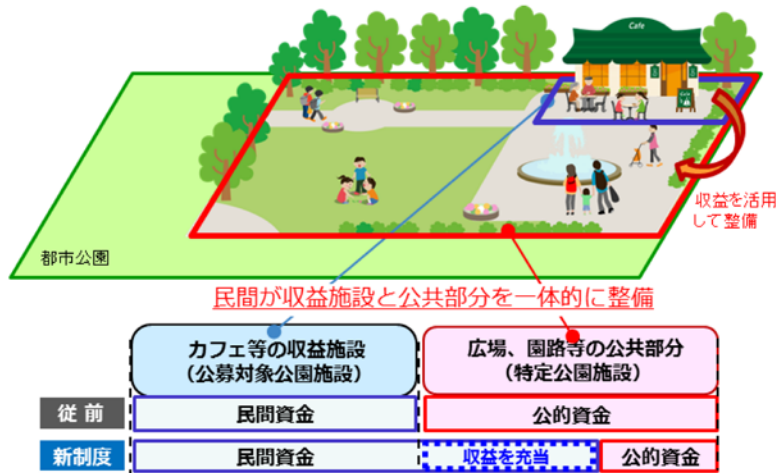 Cafe
収益を活用
して整備
都市公園
民間が収益施設と公共部分を一体的に整備
カフェ等の収益施設
（公募対象公園施設）
広場、園路等の公共部分
（特定公園施設）
従前
民間資金
公的資金
新制度
民間資金
収益を充当
公的資金